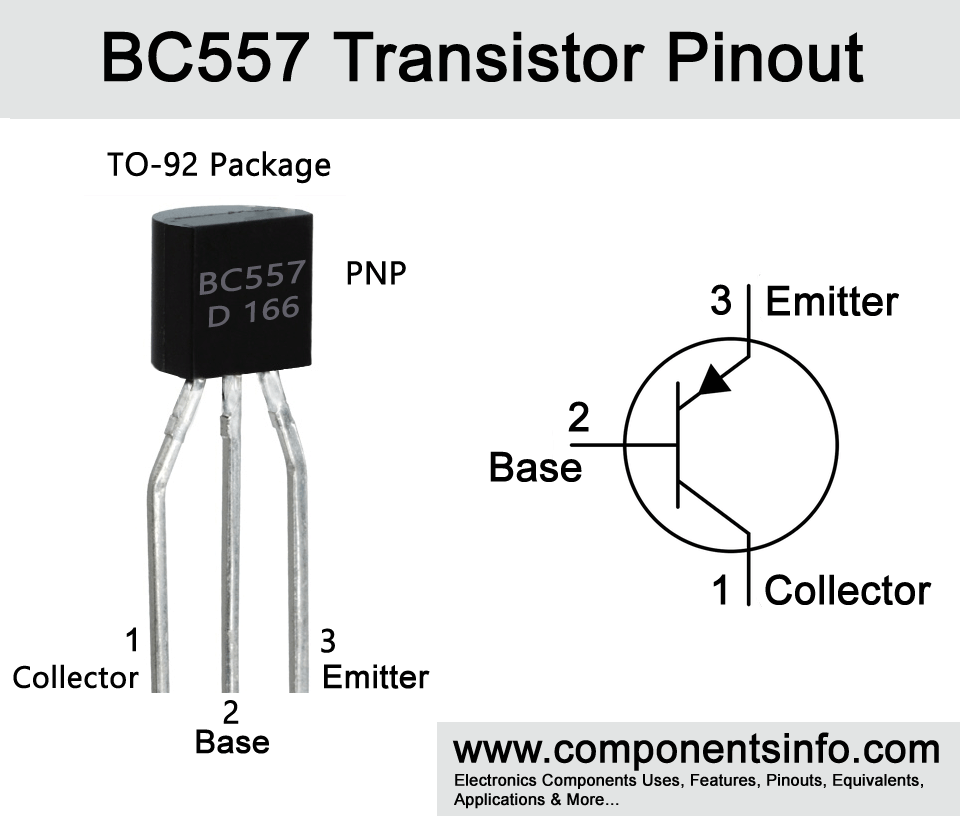 BC557 Transistor Pinout
TO-92 Package
BC557
D 166
PNP
1
Collector
2
Base
3
Emitter
3 Emitter
2
Base
1 Collector
www.componentsinfo.com
Electronics Components Uses, Features, Pinouts, Equivalents,
Applications & More...